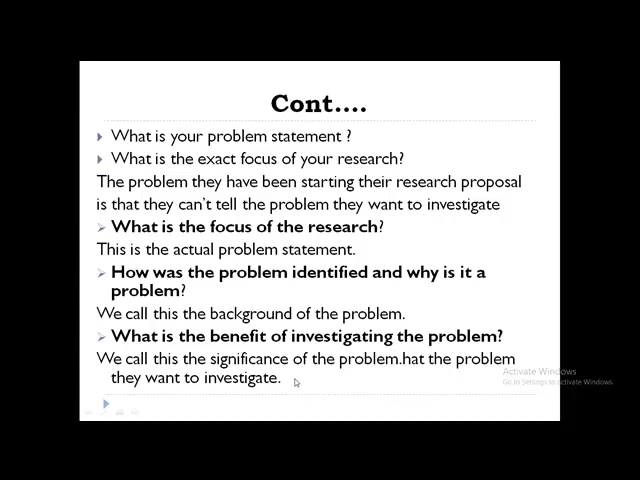 Cont....
What is your problem statement ?
What is the exact focus of your research?
The problem they have been starting their research proposal
is that they can't tell the problem they want to investigate
What is the focus of the research?
This is the actual problem statement.
How was the problem identified and why is it a
problem?
We call this the background of the problem.
What is the benefit of investigating the problem?
We call this the significance of the problem.hat the problem
they want to investigate.
Activate Windows
Go to Settings to activate Windows.